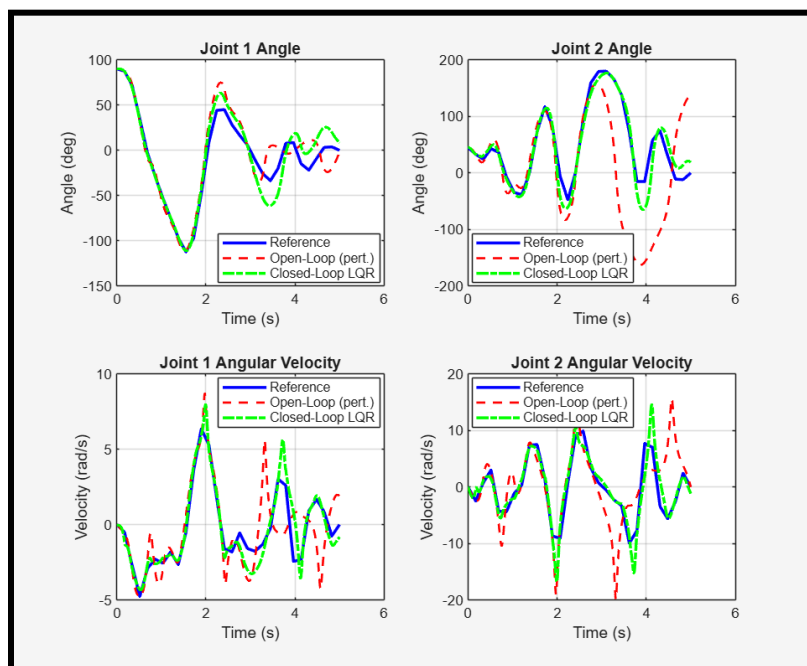 Joint 1 Angle
100
50
0
-50
-100
-150
Angle (deg)
Reference
Open-Loop (pert.)
Closed-Loop LQR
0
2
4
6
Time (s)
Joint 2 Angle
200
100
0
-100
-200
Angle (deg)
Reference
Open-Loop (pert.)
Closed-Loop LQR
0
2
4
6
Time (s)
Joint 1 Angular Velocity
10
5
0
-5
Velocity (rad/s)
Reference
Open-Loop (pert.)
Closed-Loop LQR
0
2
4
6
Time (s)
Joint 2 Angular Velocity
20
10
0
-10
-20
Velocity (rad/s)
Reference
Open-Loop (pert.)
Closed-Loop LQR
0
2
4
6
Time (s)